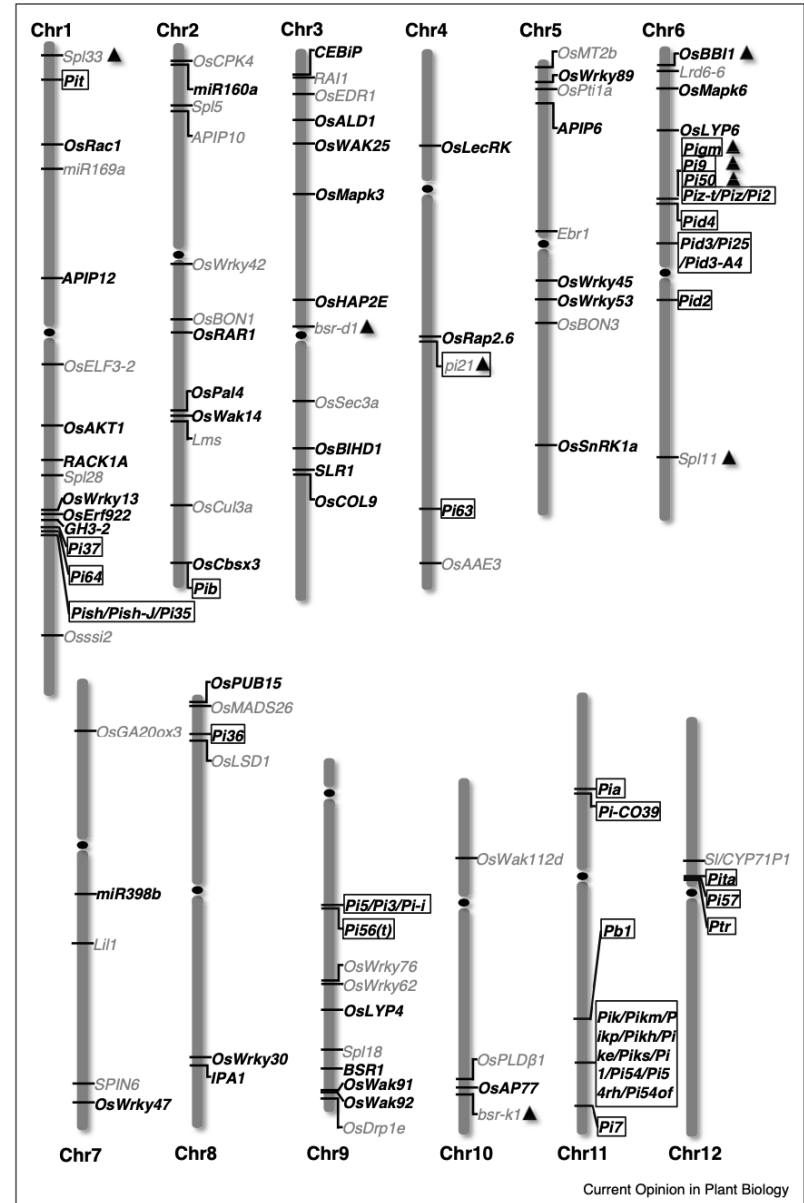 Chr1
Spl33
Pit
OsRac1
miR169a
APIP12
OsELF3-2
OsAKT1
RACK1A
Spl28
OsWrky13
OsErf922
GH3-2
Pi37
Pi64
Pish/Pish-J/Pi35
Osssi2
Chr2
OsCPK4
miR160a
Spl5
APIP10
OsWrky42
OsBON1
OsRAR1
OsPal4
OsWak14
Lms
OsCul3a
OsCbsx3
Pib
Chr3
CEBiP
RAI1
OsEDR1
OsALD1
OsWAK25
OsMapk3
OsHAP2E
bsr-d1
OsSec3a
OsBIHD1
SLR1
OsCOL9
Chr4
OsLecRK
OsRap2.6
pi21
Pi63
OsAAE3
Chr5
OsMT2b
OsWrky89
OsPti1a
APIP6
Ebr1
OsWrky45
OsWrky53
OsBON3
OsSnRK1a
Chr6
OsBBI1
Lrd6-6
OsMapk6
OsLYP6
Pigm
Pi9
Pi50
Piz-t/Piz/Pi2
Pid4
Pid3/Pi25
/Pid3-A4
Pid2
Spl11
OsGA20ox3
miR398b
Lil1
SPIN6
OsWrky47
Chr7
OsPUB15
OsMADS26
Pi36
OsLSD1
OsWrky30
IPA1
Chr8
Pi5/Pi3/Pi-i
Pi56(t)
OsWrky76
OsWrky62
OsLYP4
Spl18
BSR1
OsWak91
OsWak92
OsDrp1e
Chr9
OsWak112d
OsPLDβ1
OsAP77
bsr-k1
Chr10
Pia
Pi-CO39
Pb1
Pik/Pikm/P
ikp/Pikh/Pi
ke/Piks/Pi
1/Pi54/Pi5
4rh/Pi54of
Pi7
Chr11
Sl/CYP71P1
Pita
Pi57
Ptr
Chr12
Current Opinion in Plant Biology